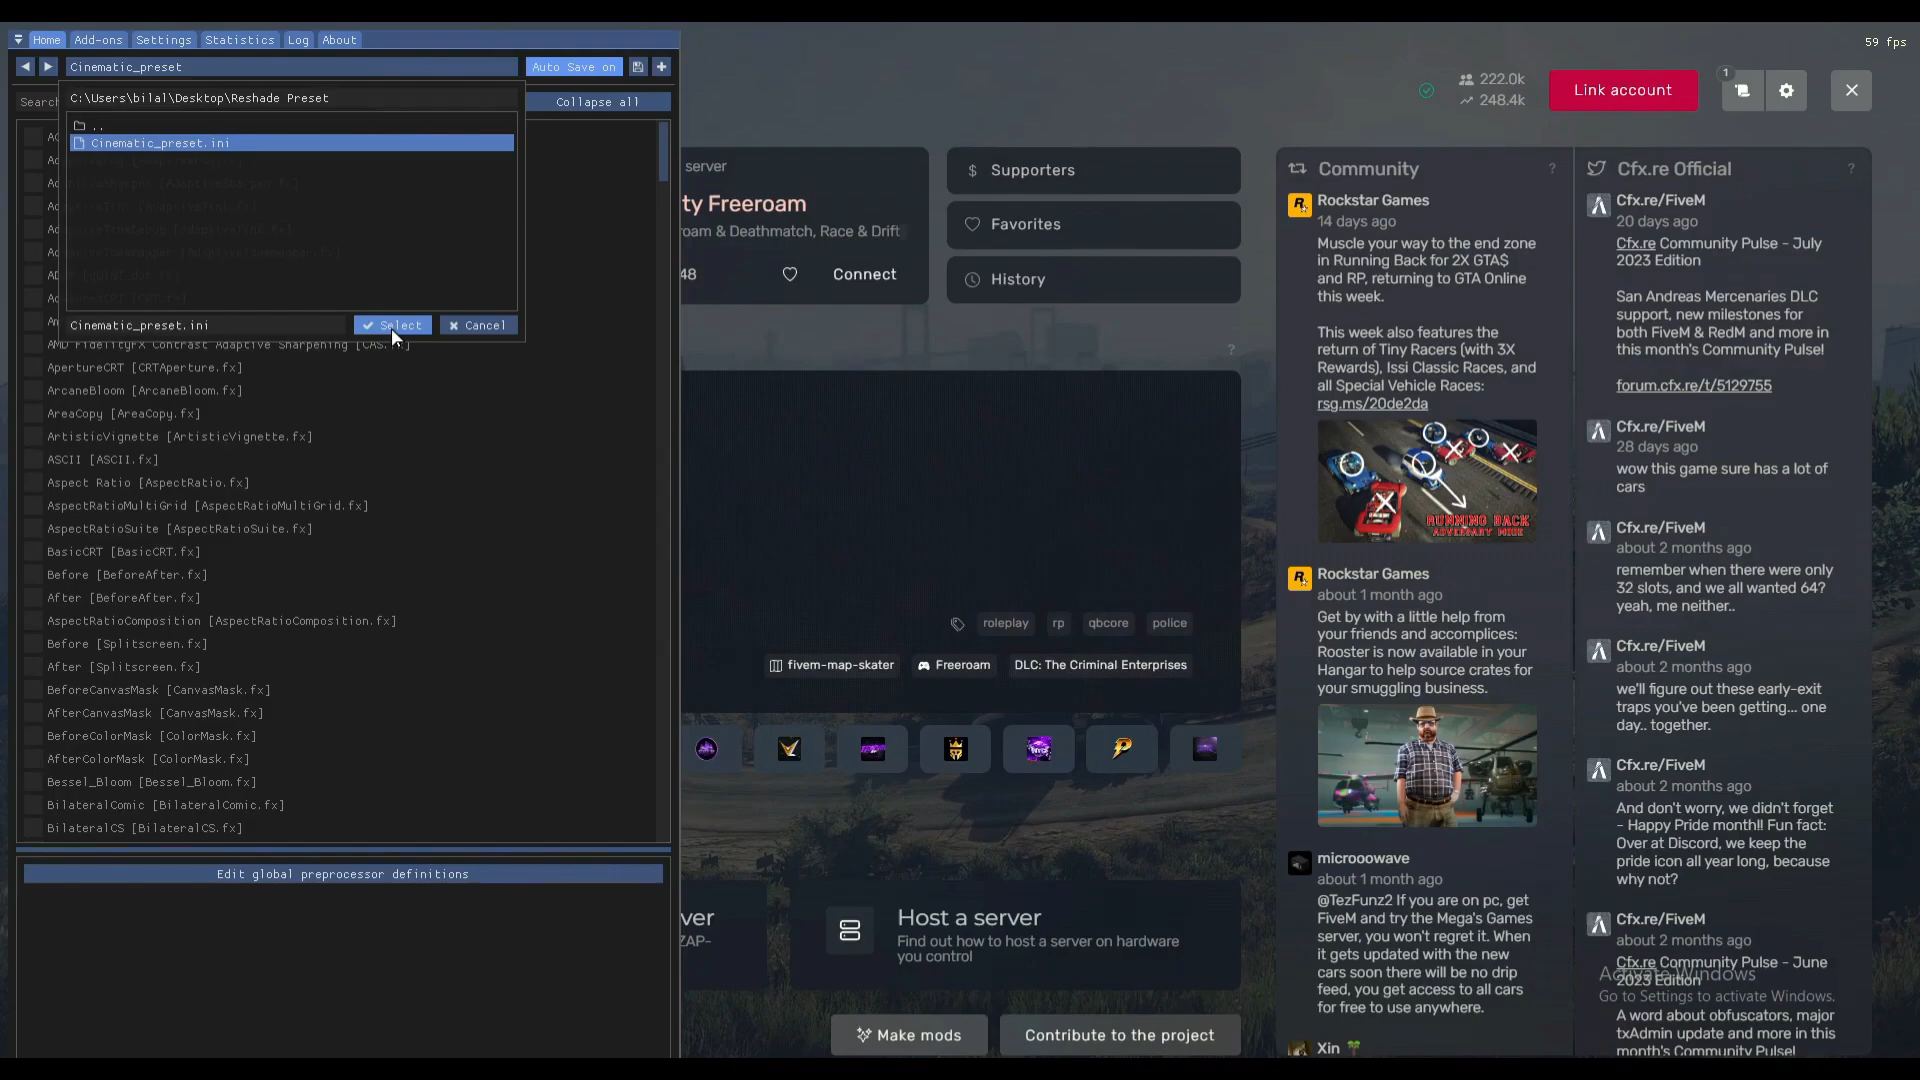 59 fps
Home Add-ons Settings Statistics Log About
Cinematic_preset
Auto Save on
Collapse all
C:\Users\bilal\Desktop\Reshade Preset
..
Cinematic_preset.ini
Cinematic_preset.ini
Select
Cancel
AMD FidelityFX Contrast Adaptive Sharpening [CAS.fx]
ApertureCRT [CRTAperture.fx]
ArcaneBloom [ArcaneBloom.fx]
AreaCopy [AreaCopy.fx]
ArtisticVignette [ArtisticVignette.fx]
ASCII [ASCII.fx]
Aspect Ratio [AspectRatio.fx]
AspectRatioMultiGrid [AspectRatioMultiGrid.fx]
AspectRatioSuite [AspectRatioSuite.fx]
BasicCRT [BasicCRT.fx]
Before [BeforeAfter.fx]
After [BeforeAfter.fx]
AspectRatioComposition [AspectRatioComposition.fx]
Before [Splitscreen.fx]
After [Splitscreen.fx]
BeforeCanvasMask [CanvasMask.fx]
AfterCanvasMask [CanvasMask.fx]
BeforeColorMask [ColorMask.fx]
AfterColorMask [ColorMask.fx]
Bessel_Bloom [Bessel_Bloom.fx]
BilateralComic [BilateralComic.fx]
BilateralCS [BilateralCS.fx]
Edit global preprocessor definitions
222.0k
248.4k
Link account
1
server
ty Freeroam
oam & Deathmatch, Race & Drift
48
Connect
Supporters
Favorites
History
?
roleplay rp qbcore police
fivem-map-skater Freeroam DLC: The Criminal Enterprises
ver
ZAP-
Host a server
Find out how to host a server on hardware
you control
Make mods
Contribute to the project
Community ?
Rockstar Games
14 days ago
Muscle your way to the end zone
in Running Back for 2X GTA$
and RP, returning to GTA Online
this week.
This week also features the
return of Tiny Racers (with 3X
Rewards), Issi Classic Races, and
all Special Vehicle Races:
rsg.ms/20de2da
RUNNING BACK
ADVERSARY MODE
Rockstar Games
about 1 month ago
Get by with a little help from
your friends and accomplices:
Rooster is now available in your
Hangar to help source crates for
your smuggling business.
microoowave
about 1 month ago
@TezFunz2 If you are on pc, get
FiveM and try the Mega's Games
server, you won't regret it. When
it gets updated with the new
cars soon there will be no drip
feed, you get access to all cars
for free to use anywhere.
Xin
Cfx.re Official ?
Cfx.re/FiveM
20 days ago
Cfx.re Community Pulse - July
2023 Edition
San Andreas Mercenaries DLC
support, new milestones for
both FiveM & RedM and more in
this month's Community Pulse!
forum.cfx.re/t/5129755
Cfx.re/FiveM
28 days ago
wow this game sure has a lot of
cars
Cfx.re/FiveM
about 2 months ago
remember when there were only
32 slots, and we all wanted 64?
yeah, me neither..
Cfx.re/FiveM
about 2 months ago
we'll figure out these early-exit
traps you've been getting... one
day.. together.
Cfx.re/FiveM
about 2 months ago
And don't worry, we didn't forget
- Happy Pride month!! Fun fact:
Over at Discord, we keep the
pride icon all year long, because
why not?
Cfx.re/FiveM
about 2 months ago
Cfx.re Community Pulse - June
2023 Edition
A word about obfuscators, major
txAdmin update and more in this
month's Community Pulse!
Activate Windows
Go to Settings to activate Windows.